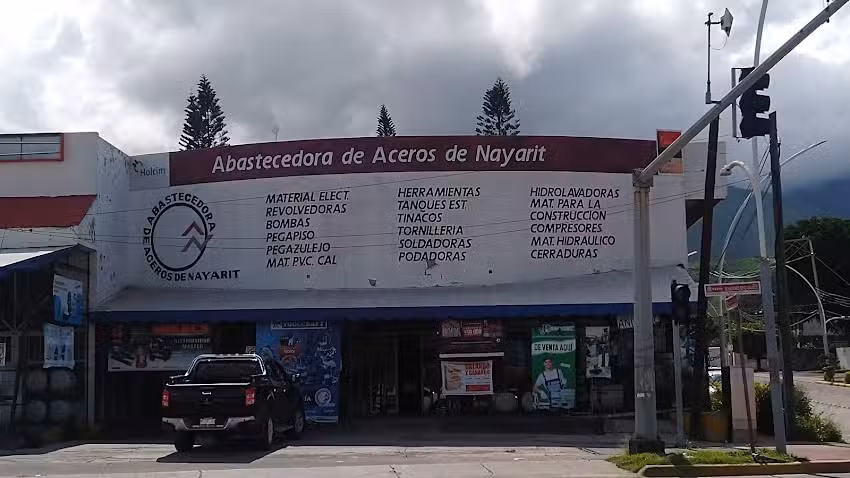 Holcim
Abastecedora de Aceros de Nayarit
ABASTECEDORA
DE ACEROS DE NAYARIT
MATERIAL ELECT.
REVOLVEDORAS
BOMBAS
PEGAPISO
PEGAZULEJO
MAT. P.V.C. CAL
HERRAMIENTAS
TANQUES EST.
TINACOS
TORNILLERIA
SOLDADORAS
PODADORAS
HIDROLAVADORAS
MAT. PARA LA
CONSTRUCCION
COMPRESORES
MAT. HIDRAULICO
CERRADURAS
DE VENTA
AQUI